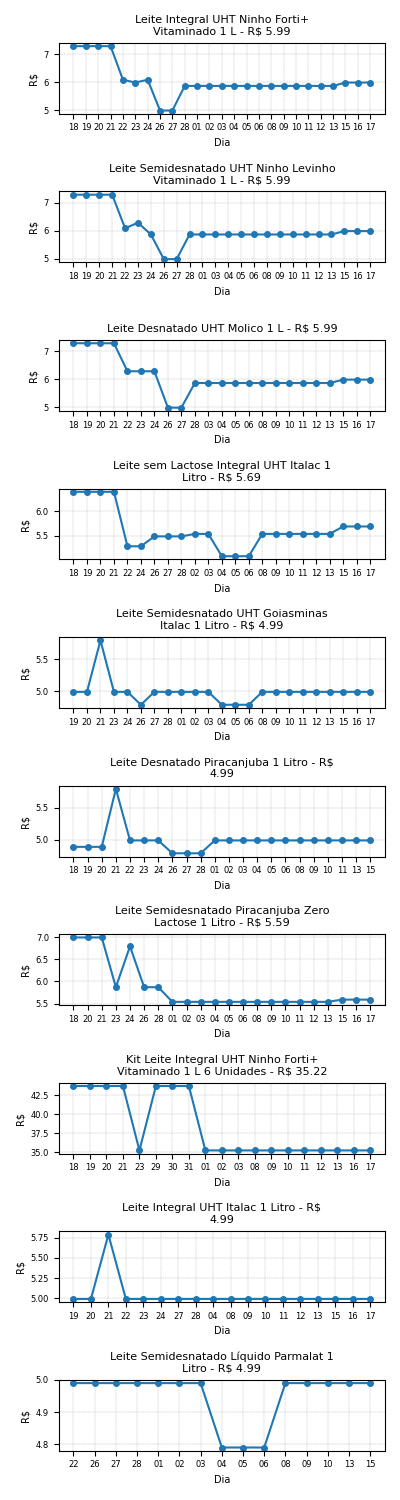 Leite Integral UHT Ninho Forti+
Vitaminado 1 L - R$ 5.99
7
6
5
R$
18 19 20 21 22 23 24 26 27 28 01 02 03 04 05 06 08 09 10 11 12 13 15 16 17
Dia
Leite Semidesnatado UHT Ninho Levinho
Vitaminado 1 L - R$ 5.99
7
6
5
R$
18 19 20 21 22 23 25 26 27 28 01 02 03 04 05 06 08 09 10 11 12 13 15 16 17
Dia
Leite Desnatado UHT Molico 1 L - R$ 5.99
7
6
5
R$
18 19 20 21 22 23 24 26 27 28 01 02 03 04 05 06 08 09 10 11 12 13 15 16 17
Dia
Leite sem Lactose Integral UHT Italac 1
Litro - R$ 5.69
6.0
5.5
R$
18 19 20 21 22 23 24 26 27 28 02 03 04 05 06 08 09 10 11 12 13 15 16 17
Dia
Leite Semidesnatado UHT Goiasminas
Italac 1 Litro - R$ 4.99
5.5
5.0
R$
19 20 21 23 24 26 27 28 01 02 03 04 05 06 08 09 10 11 12 13 15 16 17
Dia
Leite Desnatado Piracanjuba 1 Litro - R$
4.99
5.5
5.0
R$
18 19 20 21 22 23 24 26 27 28 01 02 03 04 05 06 08 09 10 11 13 15
Dia
Leite Semidesnatado Piracanjuba Zero
Lactose 1 Litro - R$ 5.59
7.0
6.5
6.0
5.5
R$
18 20 21 23 24 26 28 01 02 03 04 05 06 08 09 10 11 12 13 15 16 17
Dia
Kit Leite Integral UHT Ninho Forti+
Vitaminado 1 L 6 Unidades - R$ 35.22
42.5
40.0
37.5
35.0
R$
18 19 20 21 23 29 30 31 01 02 03 08 09 10 11 12 13 16 17
Dia
Leite Integral UHT Italac 1 Litro - R$
4.99
5.75
5.50
5.25
5.00
R$
19 20 21 22 23 24 27 28 04 08 09 10 11 12 13 15 16 17
Dia
Leite Semidesnatado Líquido Parmalat 1
Litro - R$ 4.99
5.0
4.9
4.8
R$
22 26 27 28 01 02 03 04 05 06 08 09 10 13 15
Dia